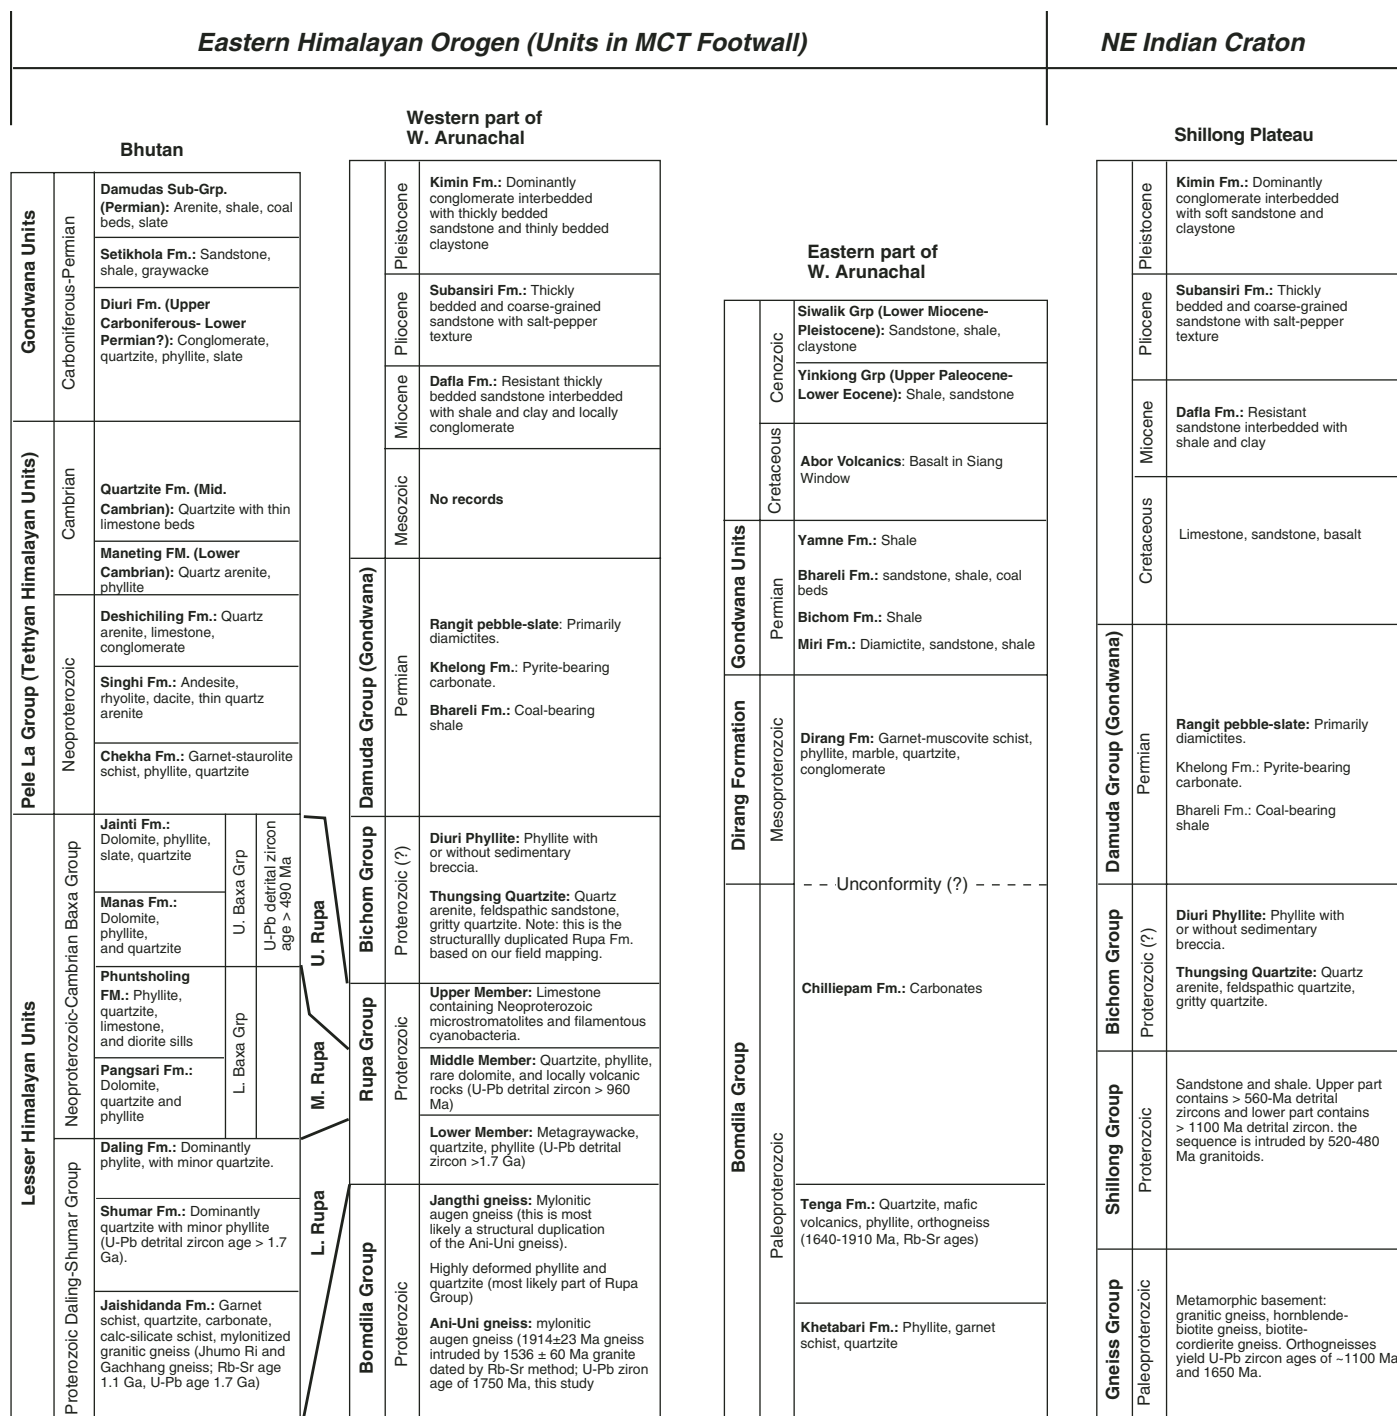 Eastern Himalayan Orogen (Units in MCT Footwall)
NE Indian Craton
Bhutan
Gondwana Units
Carboniferous-Permian
Damudas Sub-Grp.
(Permian): Arenite, shale, coal
beds, slate
Setikhola Fm.: Sandstone,
shale, graywacke
Diuri Fm. (Upper
Carboniferous- Lower
Permian?): Conglomerate,
quartzite, phyllite, slate
Pele La Group (Tethyan Himalayan Units)
Cambrian
Quartzite Fm. (Mid.
Cambrian): Quartzite with thin
limestone beds
Maneting FM. (Lower
Cambrian): Quartz arenite,
phyllite
Neoproterozoic
Deshichiling Fm.: Quartz
arenite, limestone,
conglomerate
Singhi Fm.: Andesite,
rhyolite, dacite, thin quartz
arenite
Chekha Fm.: Garnet-staurolite
schist, phyllite, quartzite
Lesser Himalayan Units
Neoproterozoic-Cambrian Baxa Group
Jainti Fm.:
Dolomite, phyllite,
slate, quartzite
Manas Fm.:
Dolomite,
phyllite,
and quartzite
U. Baxa Grp
U-Pb detrital zircon
age > 490 Ma
Phuntsholing
FM.: Phyllite,
quartzite,
limestone,
and diorite sills
Pangsari Fm.:
Dolomite,
quartzite and
phyllite
L. Baxa Grp
Proterozoic Daling-Shumar Group
Daling Fm.: Dominantly
phylite, with minor quartzite.
Shumar Fm.: Dominantly
quartzite with minor phyllite
(U-Pb detrital zircon age > 1.7
Ga).
Jaishidanda Fm.: Garnet
schist, quartzite, carbonate,
calc-silicate schist, mylonitized
granitic gneiss (Jhumo Ri and
Gachhang gneiss; Rb-Sr age
1.1 Ga, U-Pb age 1.7 Ga)
U. Rupa
M. Rupa
L. Rupa
Western part of
W. Arunachal
Pleistocene
Kimin Fm.: Dominantly
conglomerate interbedded
with thickly bedded
sandstone and thinly bedded
claystone
Pliocene
Subansiri Fm.: Thickly
bedded and coarse-grained
sandstone with salt-pepper
texture
Miocene
Dafla Fm.: Resistant thickly
bedded sandstone interbedded
with shale and clay and locally
conglomerate
Mesozoic
No records
Damuda Group (Gondwana)
Permian
Rangit pebble-slate: Primarily
diamictites.
Khelong Fm.: Pyrite-bearing
carbonate.
Bhareli Fm.: Coal-bearing
shale
Bichom Group
Proterozoic (?)
Diuri Phyllite: Phyllite with
or without sedimentary
breccia.
Thungsing Quartzite: Quartz
arenite, feldspathic sandstone,
gritty quartzite. Note: this is the
structurallly duplicated Rupa Fm.
based on our field mapping.
Rupa Group
Proterozoic
Upper Member: Limestone
containing Neoproterozoic
microstromatolites and filamentous
cyanobacteria.
Middle Member: Quartzite, phyllite,
rare dolomite, and locally volcanic
rocks (U-Pb detrital zircon > 960
Ma)
Lower Member: Metagraywacke,
quartzite, phyllite (U-Pb detrital
zircon >1.7 Ga)
Bomdila Group
Proterozoic
Jangthi gneiss: Mylonitic
augen gneiss (this is most
likely a structural duplication
of the Ani-Uni gneiss).
Highly deformed phyllite and
quartzite (most likely part of Rupa
Group)
Ani-Uni gneiss: mylonitic
augen gneiss (1914±23 Ma gneiss
intruded by 1536 ± 60 Ma granite
dated by Rb-Sr method; U-Pb ziron
age of 1750 Ma, this study
Eastern part of
W. Arunachal
Cenozoic
Siwalik Grp (Lower Miocene-
Pleistocene): Sandstone, shale,
claystone
Yinkiong Grp (Upper Paleocene-
Lower Eocene): Shale, sandstone
Cretaceous
Abor Volcanics: Basalt in Siang
Window
Gondwana Units
Permian
Yamne Fm.: Shale
Bhareli Fm.: sandstone, shale, coal
beds
Bichom Fm.: Shale
Miri Fm.: Diamictite, sandstone, shale
Dirang Formation
Mesoproterozoic
Dirang Fm: Garnet-muscovite schist,
phyllite, marble, quartzite,
conglomerate
Unconformity (?)
Bomdila Group
Paleoproterozoic
Chilliepam Fm.: Carbonates
Tenga Fm.: Quartzite, mafic
volcanics, phyllite, orthogneiss
(1640-1910 Ma, Rb-Sr ages)
Khetabari Fm.: Phyllite, garnet
schist, quartzite
Shillong Plateau
Pleistocene
Kimin Fm.: Dominantly
conglomerate interbedded
with soft sandstone and
claystone
Pliocene
Subansiri Fm.: Thickly
bedded and coarse-grained
sandstone with salt-pepper
texture
Miocene
Dafla Fm.: Resistant
sandstone interbedded with
shale and clay
Cretaceous
Limestone, sandstone, basalt
Damuda Group (Gondwana)
Permian
Rangit pebble-slate: Primarily
diamictites.
Khelong Fm.: Pyrite-bearing
carbonate.
Bhareli Fm.: Coal-bearing
shale
Bichom Group
Proterozoic (?)
Diuri Phyllite: Phyllite with
or without sedimentary
breccia.
Thungsing Quartzite: Quartz
arenite, feldspathic quartzite,
gritty quartzite.
Shillong Group
Proterozoic
Sandstone and shale. Upper part
contains > 560-Ma detrital
zircons and lower part contains
> 1100 Ma detrital zircon. the
sequence is intruded by 520-480
Ma granitoids.
Gneiss Group
Paleoproterozoic
Metamorphic basement:
granitic gneiss, hornblende-
biotite gneiss, biotite-
cordierite gneiss. Orthogneisses
yield U-Pb zircon ages of ~1100 Ma
and 1650 Ma.